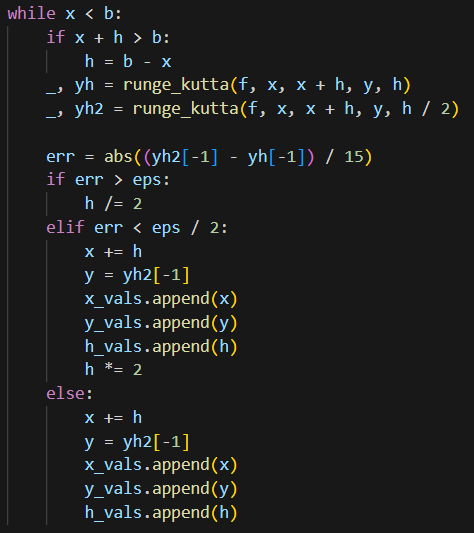 while x < b:
    if x + h > b:
        h = b - x
    _, yh = runge_kutta(f, x, x + h, y, h)
    _, yh2 = runge_kutta(f, x, x + h, y, h / 2)

    err = abs((yh2[-1] - yh[-1]) / 15)
    if err > eps:
        h /= 2
    elif err < eps / 2:
        x += h
        y = yh2[-1]
        x_vals.append(x)
        y_vals.append(y)
        h_vals.append(h)
        h *= 2
    else:
        x += h
        y = yh2[-1]
        x_vals.append(x)
        y_vals.append(y)
        h_vals.append(h)